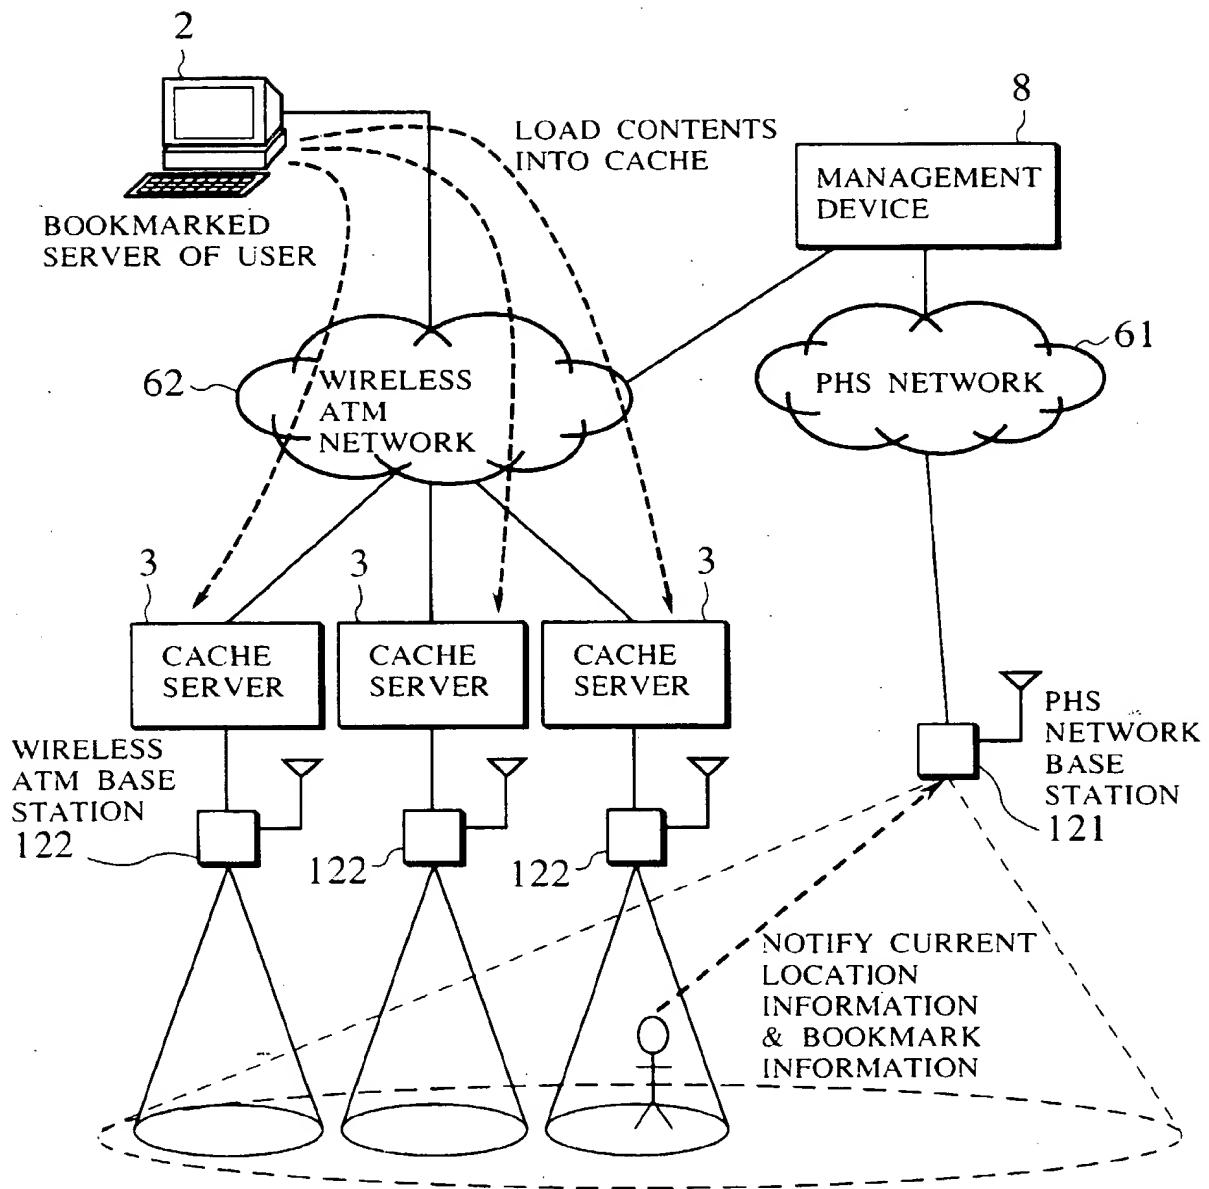 2
LOAD CONTENTS
INTO CACHE
8
MANAGEMENT
DEVICE
BOOKMARKED
SERVER OF USER
62
WIRELESS
ATM
NETWORK
61
PHS NETWORK
3
3
3
CACHE
SERVER
CACHE
SERVER
CACHE
SERVER
WIRELESS
ATM BASE
STATION
122
122
122
PHS
NETWORK
BASE
STATION
121
NOTIFY CURRENT
LOCATION
INFORMATION
& BOOKMARK
INFORMATION